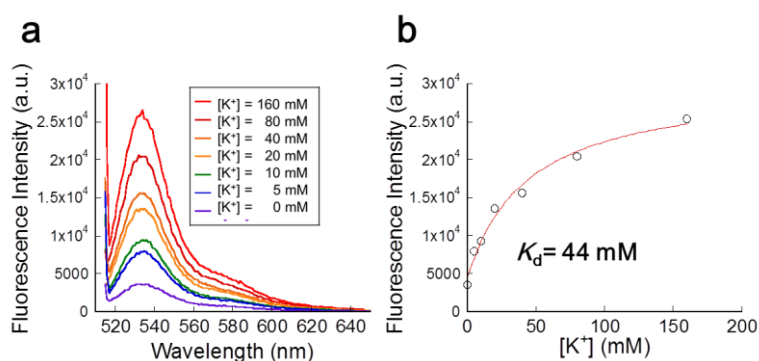 a
Fluorescence Intensity (a.u.)
3x10⁴
2.5x10⁴
2x10⁴
1.5x10⁴
1x10⁴
5000
0
520 540 560 580 600 620 640
Wavelength (nm)
[K⁺] = 160 mM
[K⁺] = 80 mM
[K⁺] = 40 mM
[K⁺] = 20 mM
[K⁺] = 10 mM
[K⁺] = 5 mM
[K⁺] = 0 mM
b
Fluorescence Intensity (a.u.)
3x10⁴
2.5x10⁴
2x10⁴
1.5x10⁴
1x10⁴
5000
0
0 50 100 150 200
[K⁺] (mM)
Kd = 44 mM